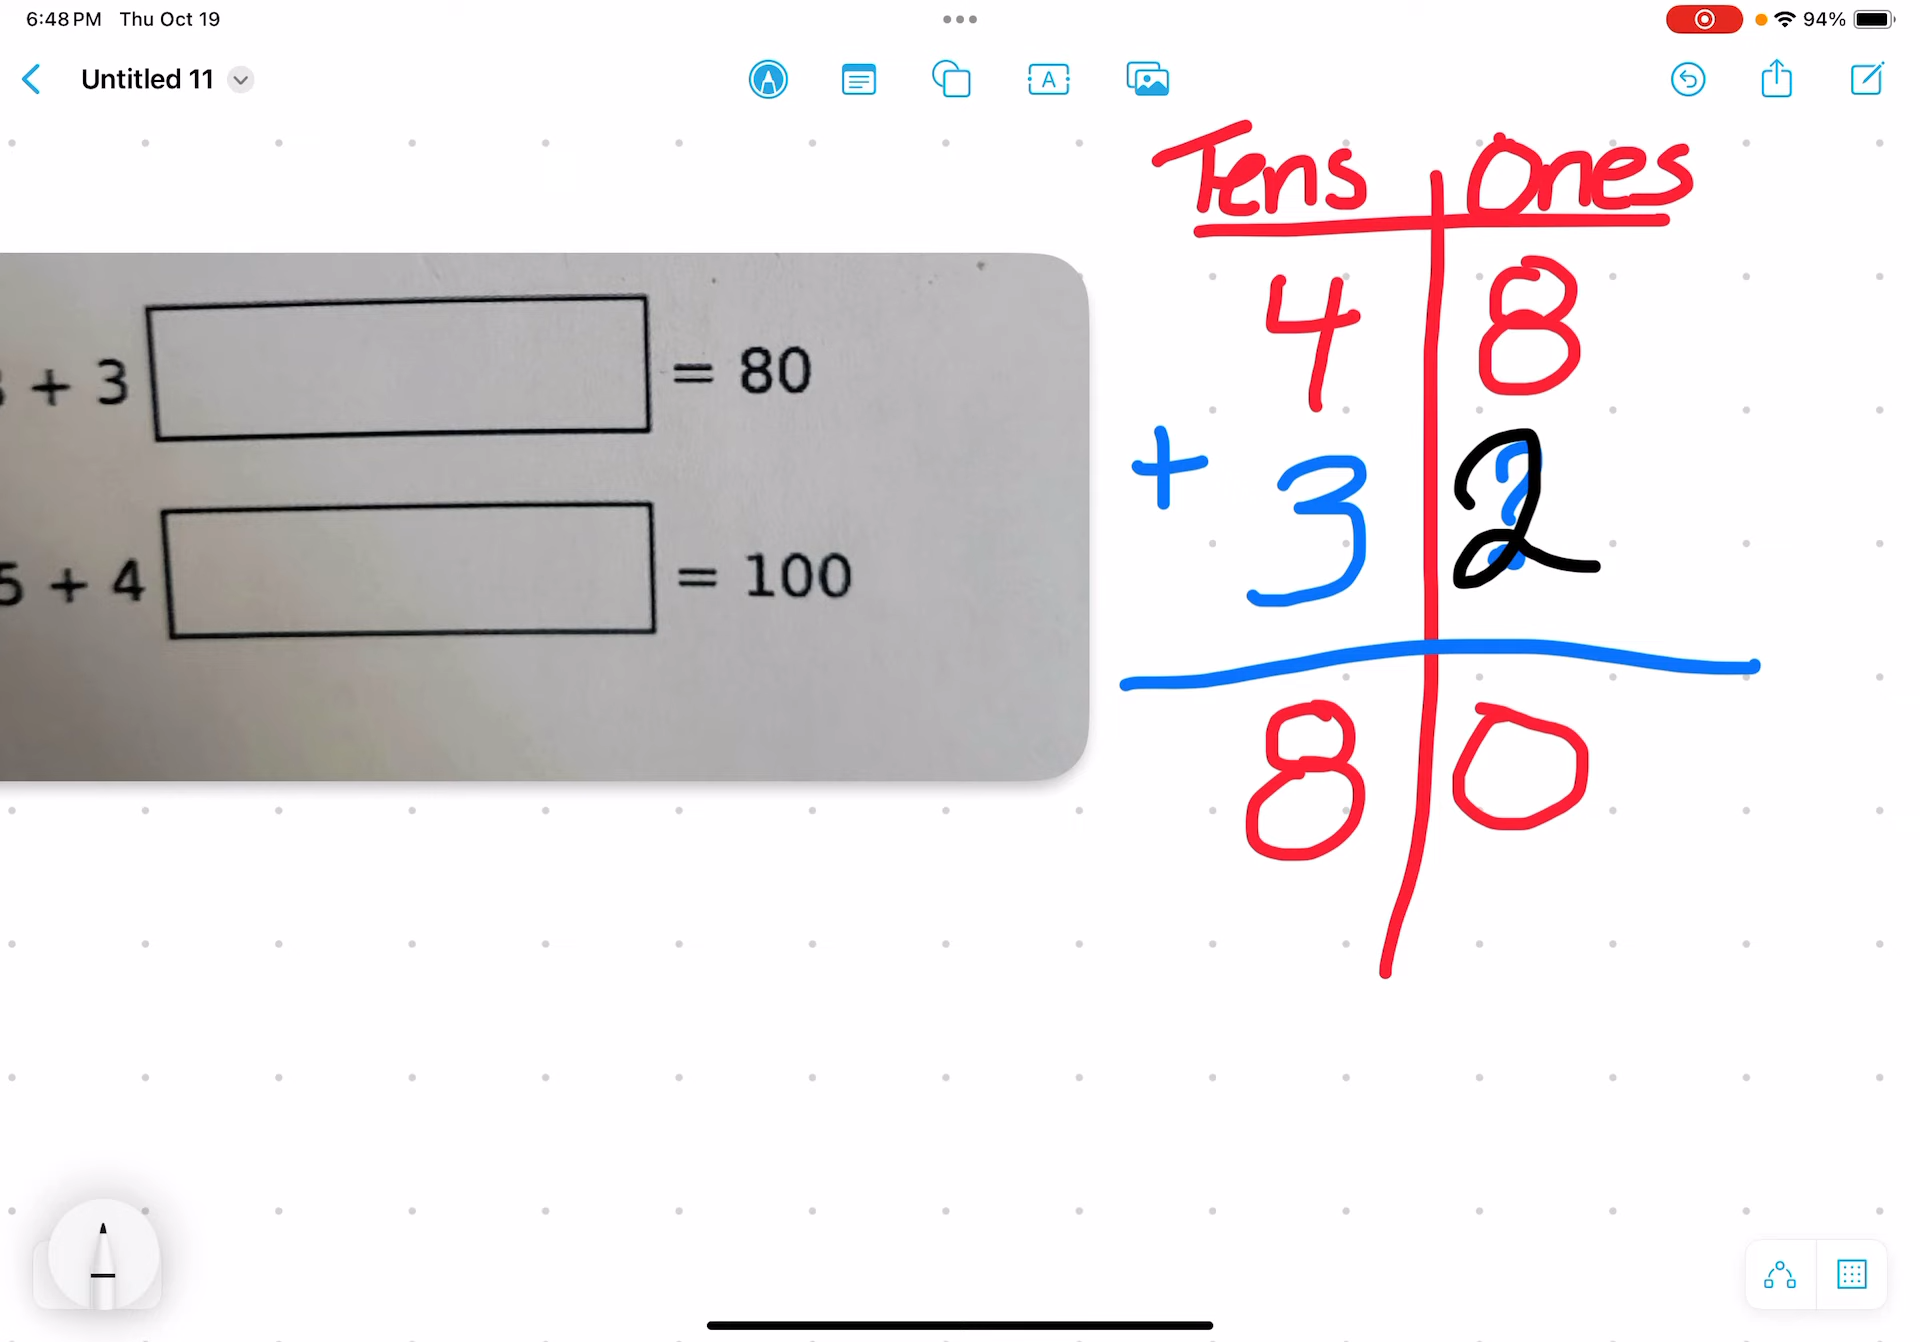 6:48 PM Thu Oct 19
94%
Untitled 11
A
+ 3 = 80
5 + 4 = 100
Tens Ones
4 8
+ 3 2
8 0